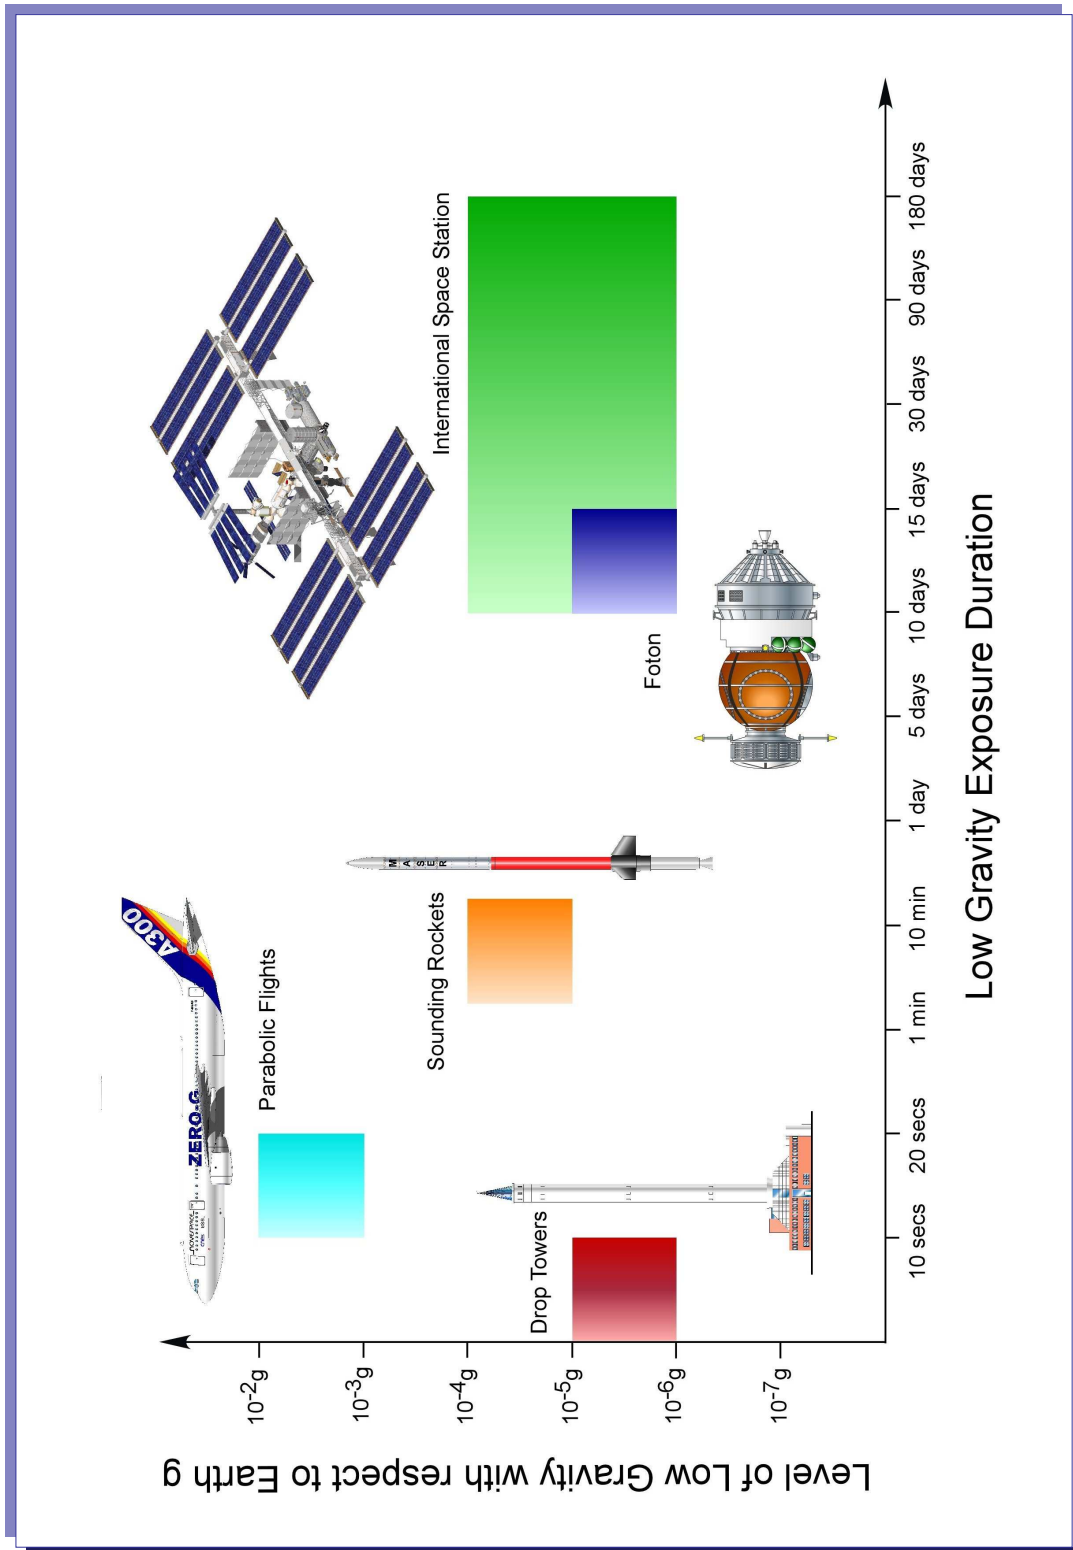 A300
ZERO-G
NOVESPACE
Parabolic Flights
International Space Station
MASER
Sounding Rockets
Drop Towers
Foton
Level of Low Gravity with respect to Earth g
10-2g
10-3g
10-4g
10-5g
10-6g
10-7g
10 secs
20 secs
1 min
10 min
1 day
5 days
10 days
15 days
30 days
90 days
180 days
Low Gravity Exposure Duration